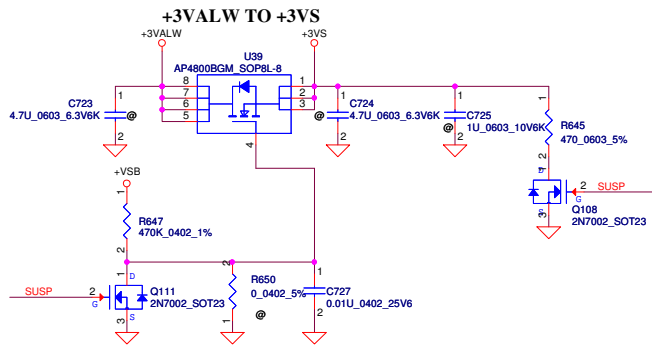 +3VALW TO +3VS
+3VALW
+3VS
U39
AP4800BGM_SOP8L-8
8
7
6
5
1
2
3
4
1
C723
4.7U_0603_6.3V6K
@
2
1
C724
4.7U_0603_6.3V6K
@
2
1
C725
1U_0603_10V6K
@
2
1
R645
470_0603_5%
2
1
D
SUSP
2
G
S
3
Q108
2N7002_SOT23
+VSB
1
R647
470K_0402_1%
2
SUSP
2
G
1
D
S
3
Q111
2N7002_SOT23
2
R650
0_0402_5%
1
@
1
C727
0.01U_0402_25V6
2